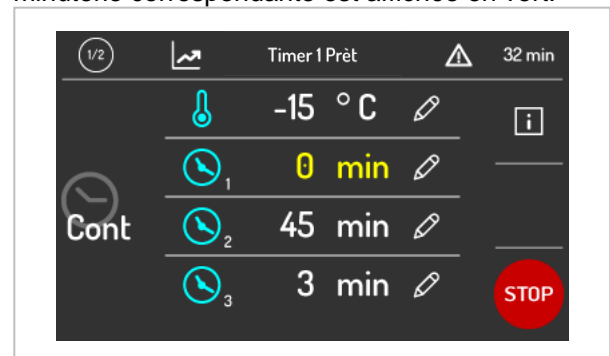 1/2 Timer 1 Prèt 32 min
-15 °C
i
1 0 min
Cont
2 45 min
3 3 min
STOP